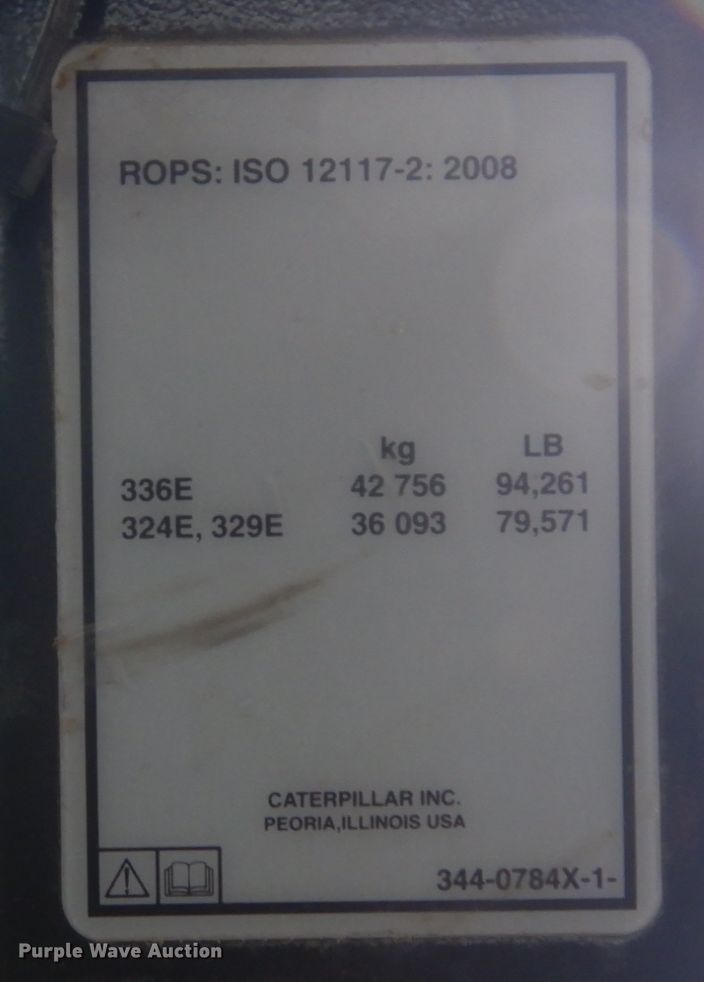 ROPS: ISO 12117-2: 2008
kg LB
336E 42 756 94,261
324E, 329E 36 093 79,571
CATERPILLAR INC.
PEORIA,ILLINOIS USA
344-0784X-1-
Purple Wave Auction